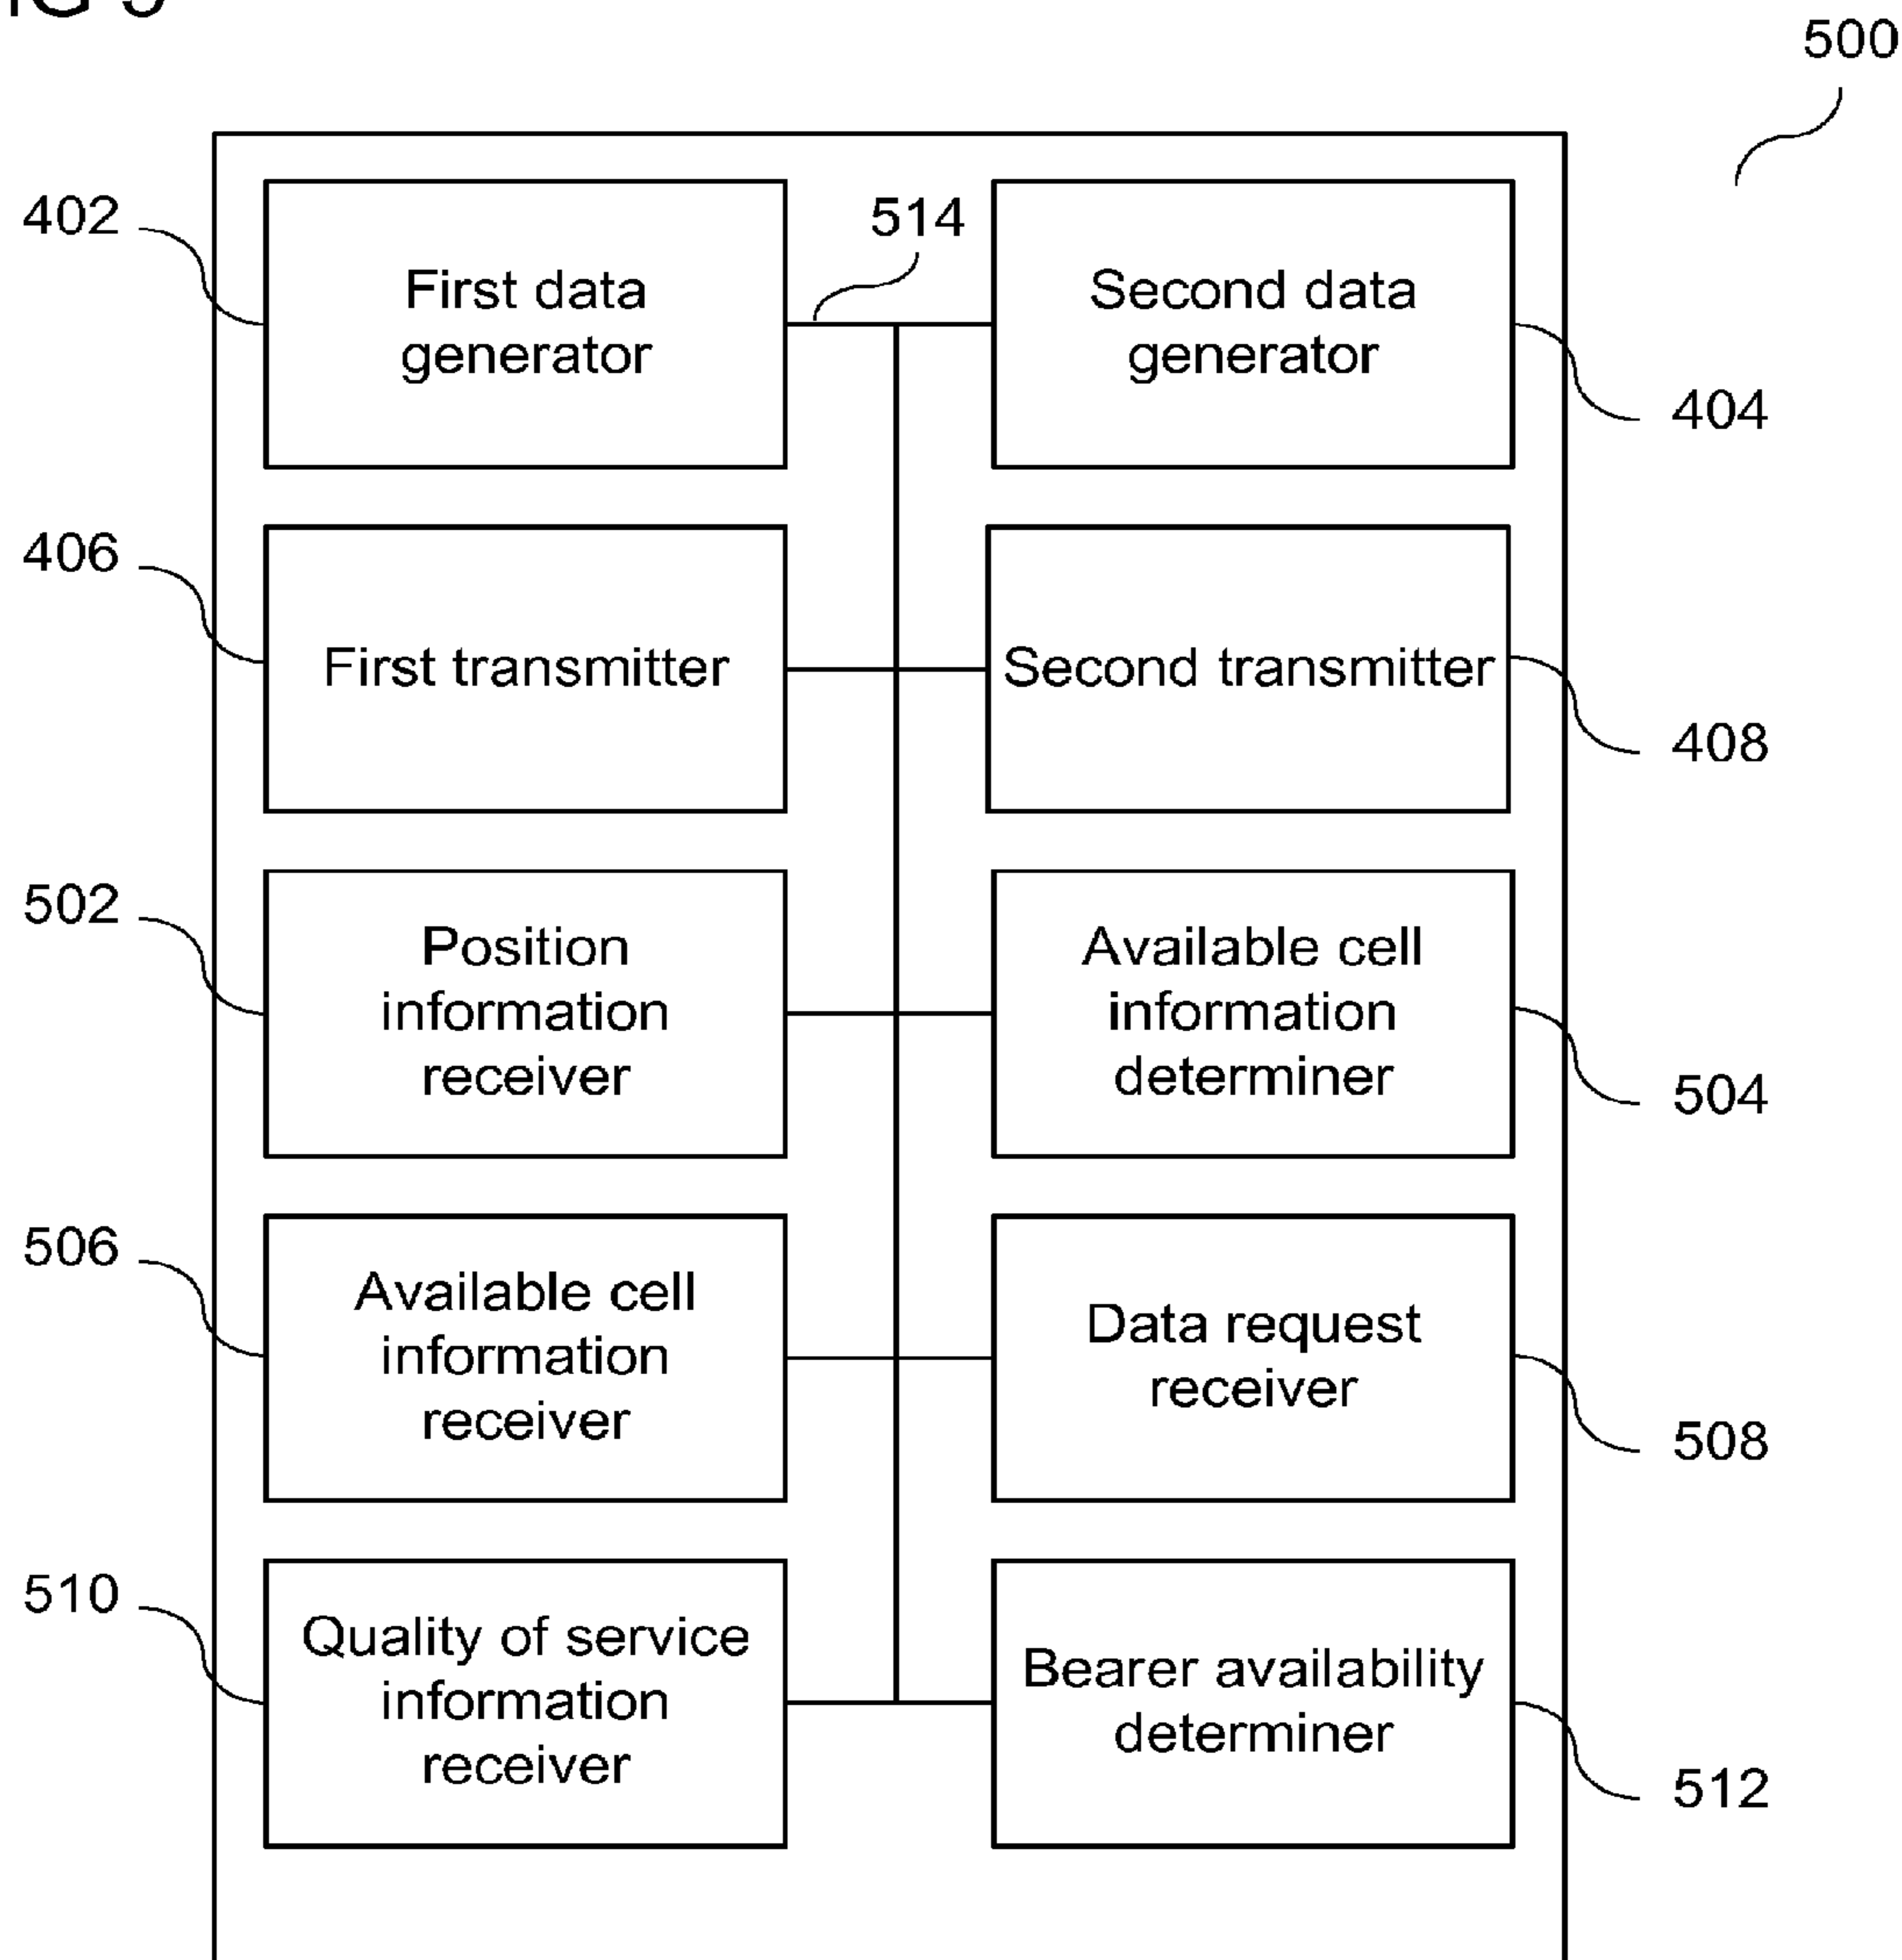 500
402
First data
generator
514
Second data
generator
404
406
First transmitter
Second transmitter
408
502
Position
information
receiver
Available cell
information
determiner
504
506
Available cell
information
receiver
Data request
receiver
508
510
Quality of service
information
receiver
Bearer availability
determiner
512